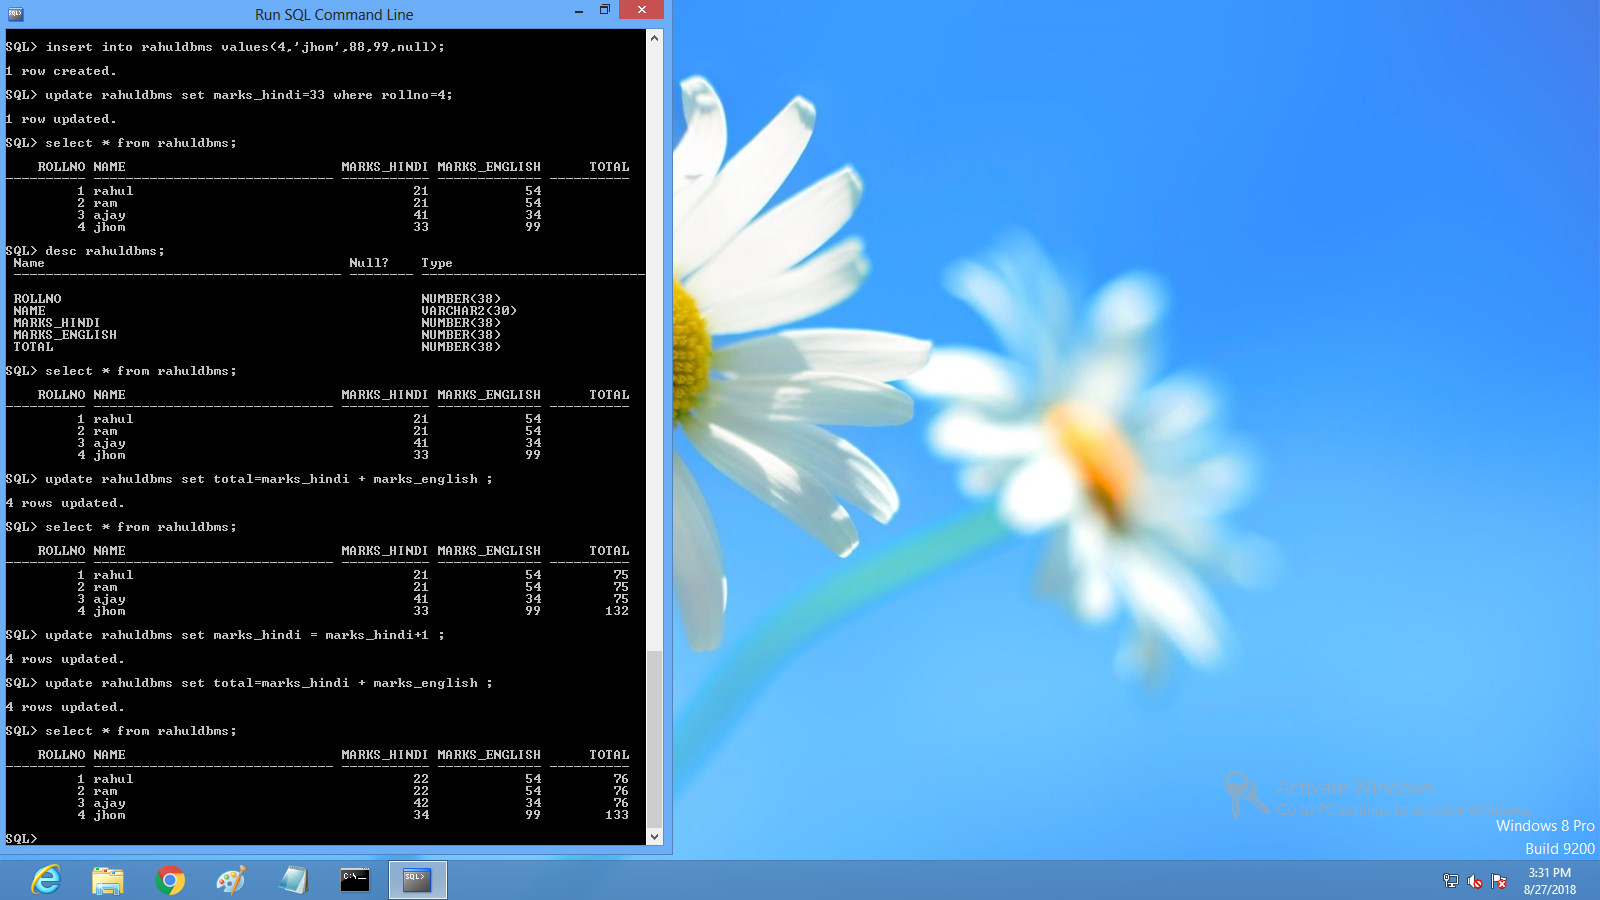 Run SQL Command Line
SQL> insert into rahuldbms values(4,'jhom',88,99,null);
1 row created.
SQL> update rahuldbms set marks_hindi=33 where rollno=4;
1 row updated.
SQL> select * from rahuldbms;
ROLLNO NAME MARKS_HINDI MARKS_ENGLISH TOTAL
1 rahul 21 54
2 ram 21 54
3 ajay 41 34
4 jhom 33 99
SQL> desc rahuldbms;
Name Null? Type
ROLLNO NUMBER(38)
NAME VARCHAR2(30)
MARKS_HINDI NUMBER(38)
MARKS_ENGLISH NUMBER(38)
TOTAL NUMBER(38)
SQL> select * from rahuldbms;
ROLLNO NAME MARKS_HINDI MARKS_ENGLISH TOTAL
1 rahul 21 54
2 ram 21 54
3 ajay 41 34
4 jhom 33 99
SQL> update rahuldbms set total=marks_hindi + marks_english ;
4 rows updated.
SQL> select * from rahuldbms;
ROLLNO NAME MARKS_HINDI MARKS_ENGLISH TOTAL
1 rahul 21 54 75
2 ram 21 54 75
3 ajay 41 34 75
4 jhom 33 99 132
SQL> update rahuldbms set marks_hindi = marks_hindi+1 ;
4 rows updated.
SQL> update rahuldbms set total=marks_hindi + marks_english ;
4 rows updated.
SQL> select * from rahuldbms;
ROLLNO NAME MARKS_HINDI MARKS_ENGLISH TOTAL
1 rahul 22 54 76
2 ram 22 54 76
3 ajay 42 34 76
4 jhom 34 99 133
SQL>
Activate Windows
Go to PC settings to activate Windows.
Windows 8 Pro
Build 9200
C:\_
SQL>
3:31 PM
8/27/2018